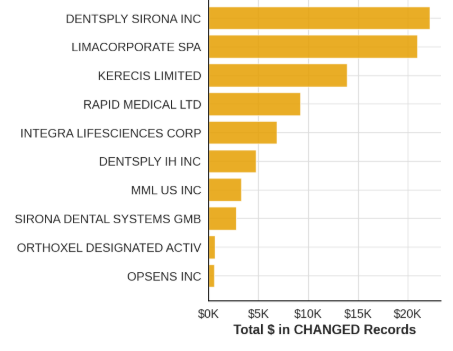 DENTSPLY SIRONA INC
LIMACORPORATE SPA
KERECIS LIMITED
RAPID MEDICAL LTD
INTEGRA LIFESCIENCES CORP
DENTSPLY IH INC
MML US INC
SIRONA DENTAL SYSTEMS GMB
ORTHOXEL DESIGNATED ACTIV
OPSENS INC
$0K $5K $10K $15K $20K
Total $ in CHANGED Records